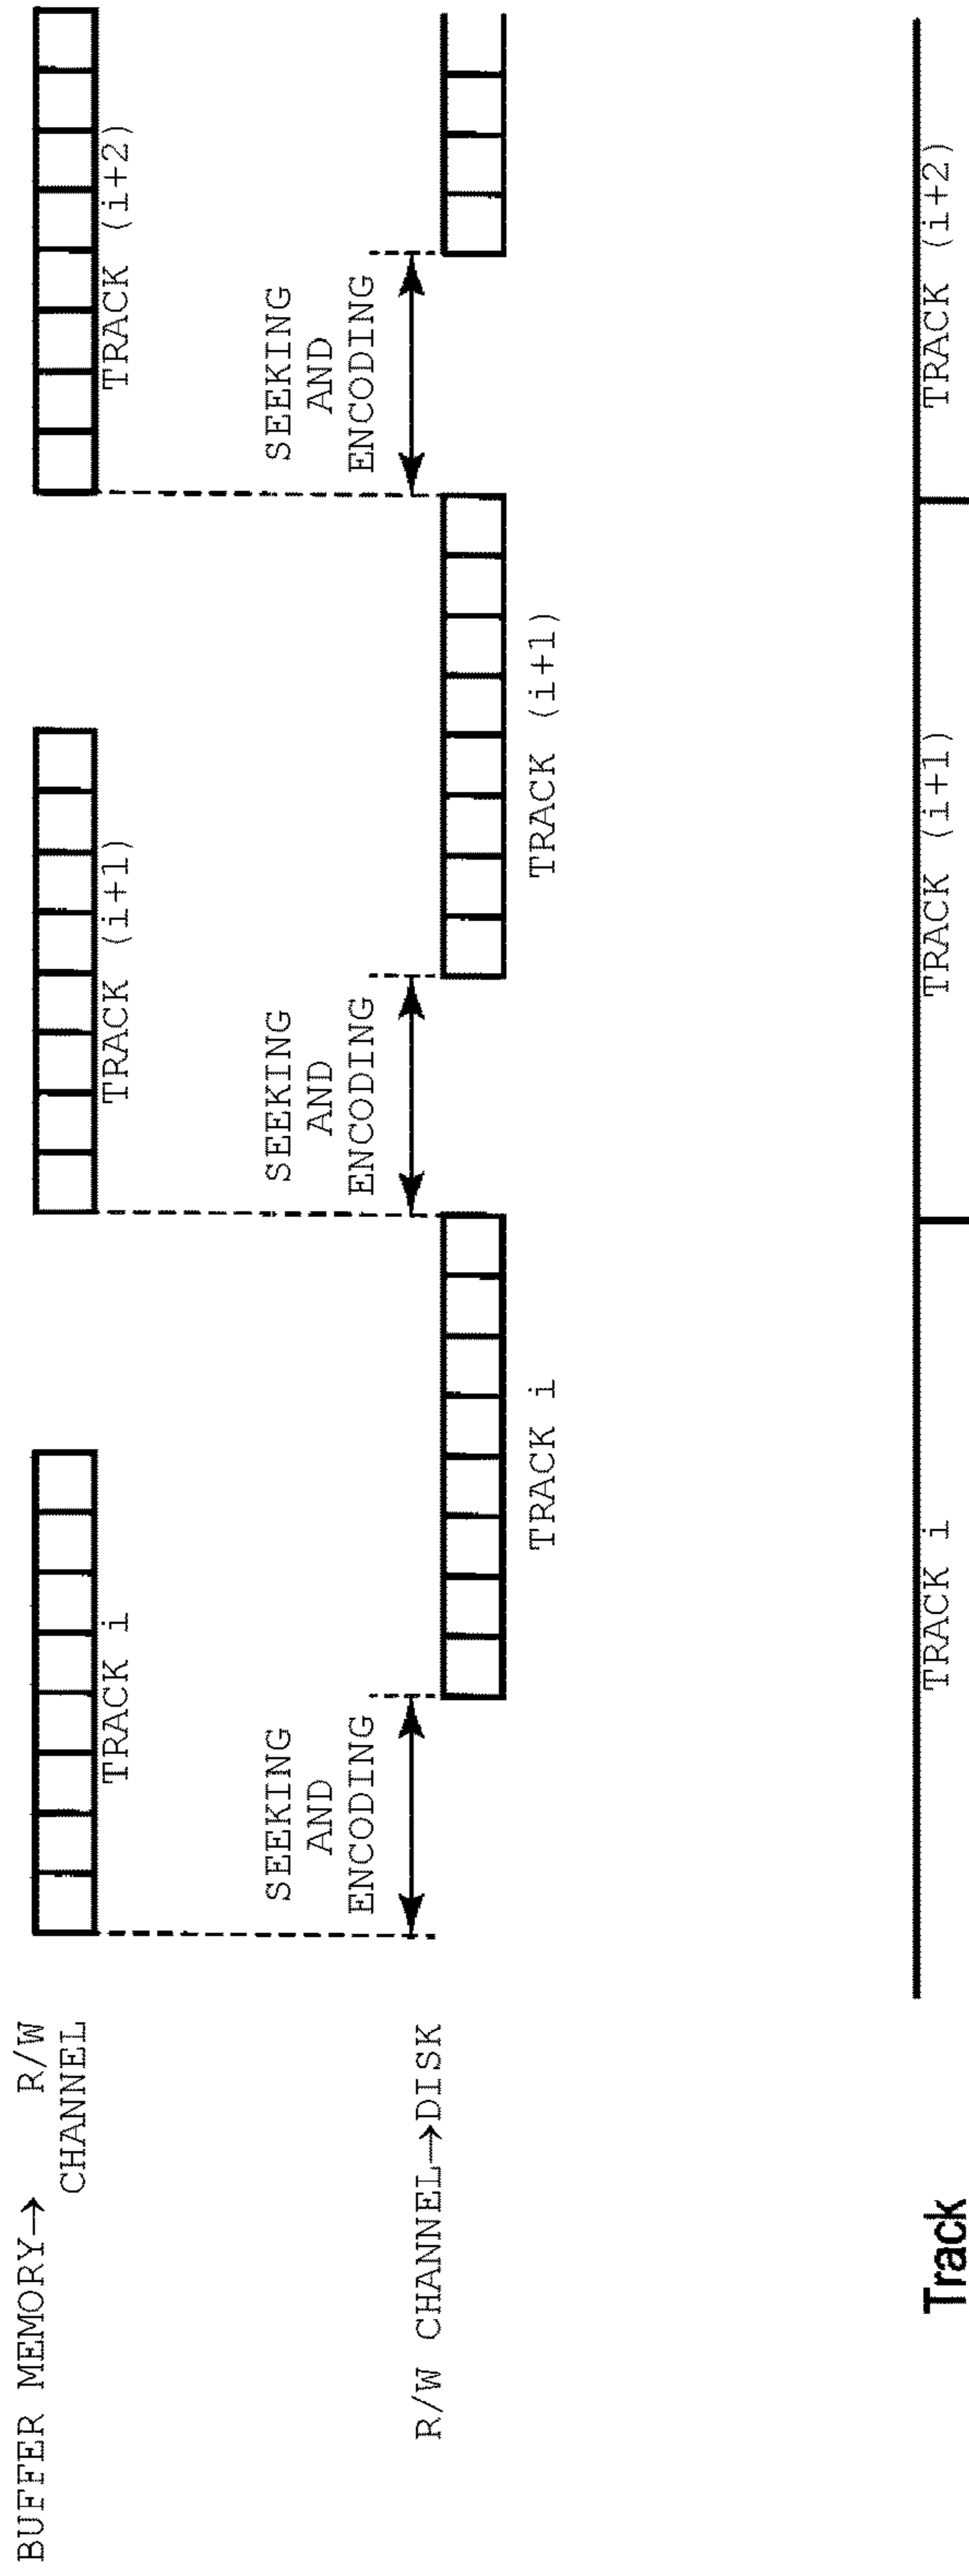 BUFFER MEMORY→ R/W
CHANNEL
TRACK i
TRACK (i+1)
TRACK (i+2)
SEEKING
AND
ENCODING
SEEKING
AND
ENCODING
SEEKING
AND
ENCODING
R/W CHANNEL→DISK
TRACK i
TRACK (i+1)
Track
TRACK i
TRACK (i+1)
TRACK (i+2)